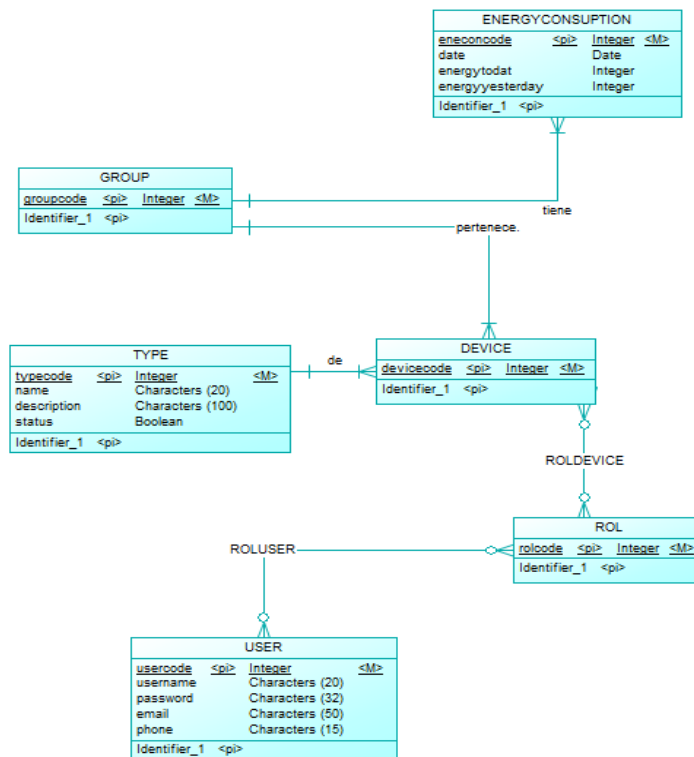 ENERGYCONSUPTION
eneconcode <pi> Integer <M>
date Date
energytodat Integer
energyyesterday Integer
Identifier_1 <pi>
GROUP
groupcode <pi> Integer <M>
Identifier_1 <pi>
tiene
pertenece.
TYPE
typecode <pi> Integer <M>
name Characters (20)
description Characters (100)
status Boolean
Identifier_1 <pi>
de
DEVICE
devicecode <pi> Integer <M>
Identifier_1 <pi>
ROLDEVICE
ROL
rolcode <pi> Integer <M>
Identifier_1 <pi>
ROLUSER
USER
usercode <pi> Integer <M>
username Characters (20)
password Characters (32)
email Characters (50)
phone Characters (15)
Identifier_1 <pi>